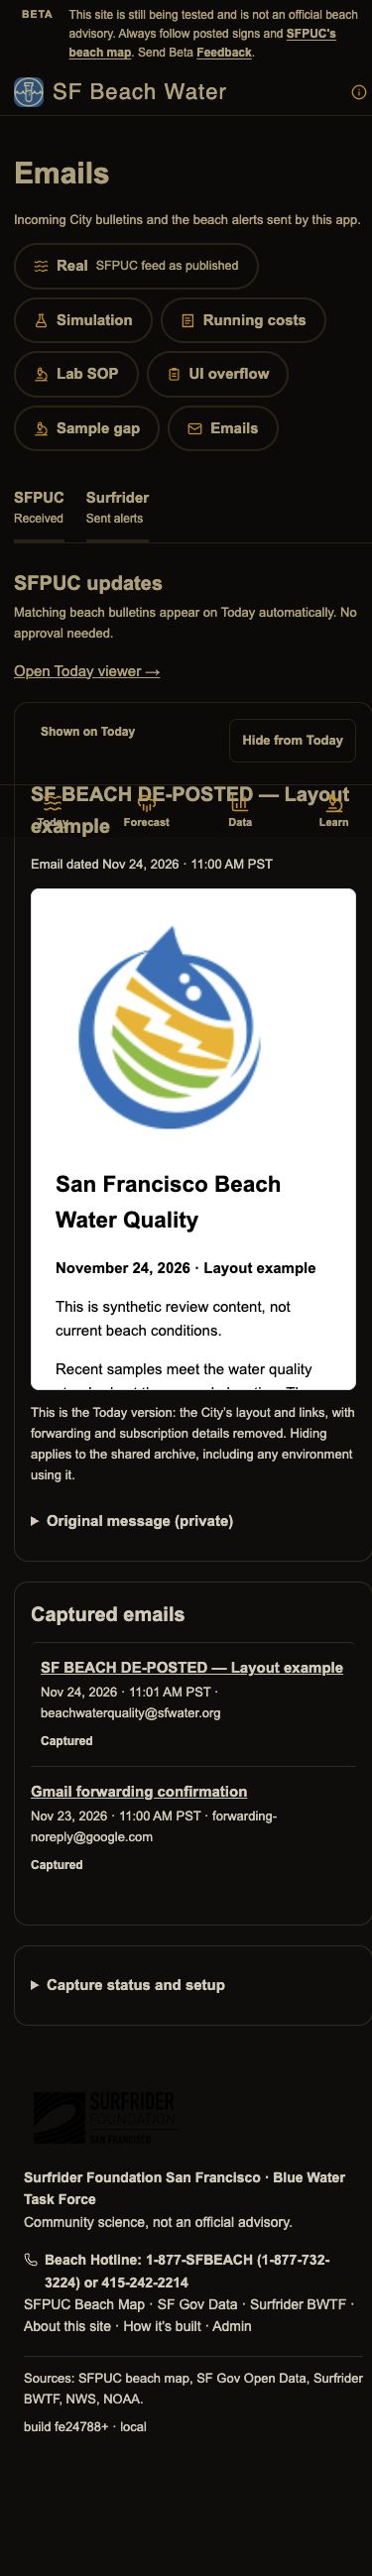 BETA
This site is still being tested and is not an official beach
advisory. Always follow posted signs and SFPUC's
beach map. Send Beta Feedback.
SF Beach Water
Emails
Incoming City bulletins and the beach alerts sent by this app.
Real SFPUC feed as published
Simulation
Running costs
Lab SOP
UI overflow
Sample gap
Emails
SFPUC
Received
Surfrider
Sent alerts
SFPUC updates
Matching beach bulletins appear on Today automatically. No
approval needed.
Open Today viewer →
Shown on Today
Hide from Today
SF BEACH DE-POSTED — Layout
example
Today
Forecast
Data
Learn
Email dated Nov 24, 2026 · 11:00 AM PST
San Francisco Beach
Water Quality
November 24, 2026 · Layout example
This is synthetic review content, not
current beach conditions.
Recent samples meet the water quality
This is the Today version: the City's layout and links, with
forwarding and subscription details removed. Hiding
applies to the shared archive, including any environment
using it.
Original message (private)
Captured emails
SF BEACH DE-POSTED — Layout example
Nov 24, 2026 · 11:01 AM PST ·
beachwaterquality@sfwater.org
Captured
Gmail forwarding confirmation
Nov 23, 2026 · 11:00 AM PST · forwarding-
noreply@google.com
Captured
Capture status and setup
SURFRIDER
FOUNDATION
SAN FRANCISCO
Surfrider Foundation San Francisco · Blue Water
Task Force
Community science, not an official advisory.
Beach Hotline: 1-877-SFBEACH (1-877-732-
3224) or 415-242-2214
SFPUC Beach Map · SF Gov Data · Surfrider BWTF ·
About this site · How it's built · Admin
Sources: SFPUC beach map, SF Gov Open Data, Surfrider
BWTF, NWS, NOAA.
build fe24788+ · local